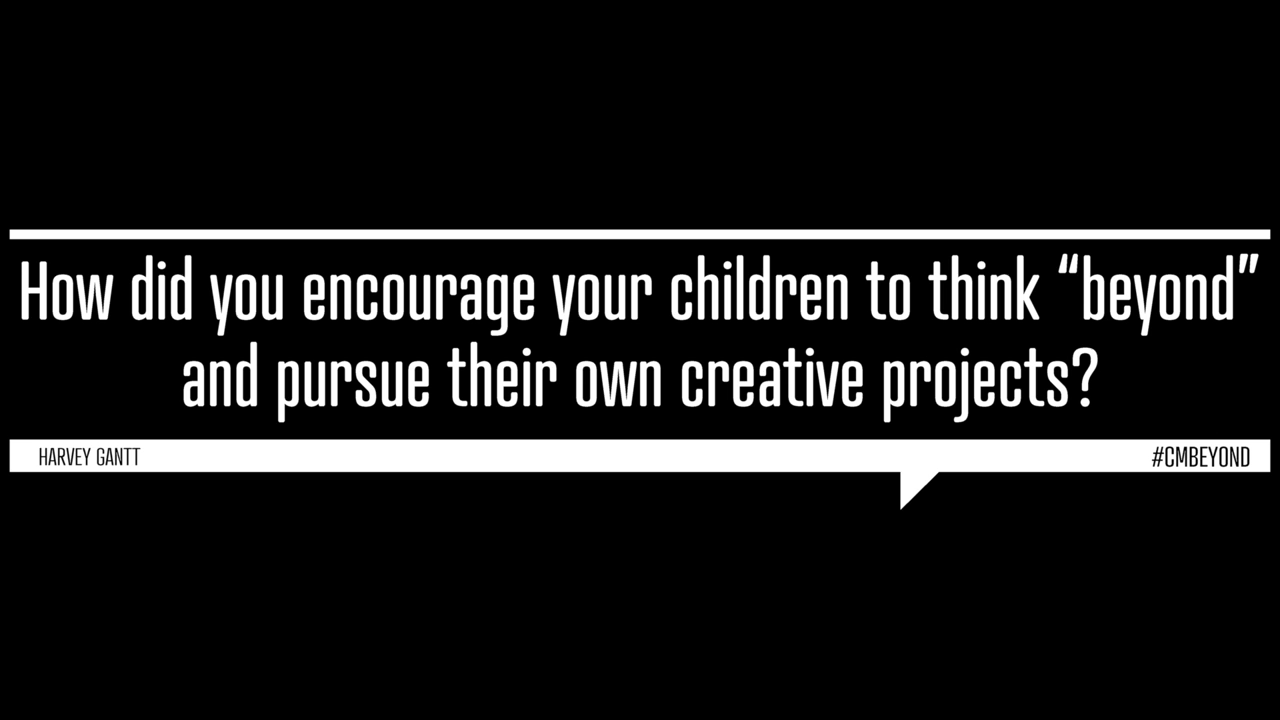 How did you encourage your children to think “beyond”
and pursue their own creative projects?
HARVEY GANTT
#CMBEYOND